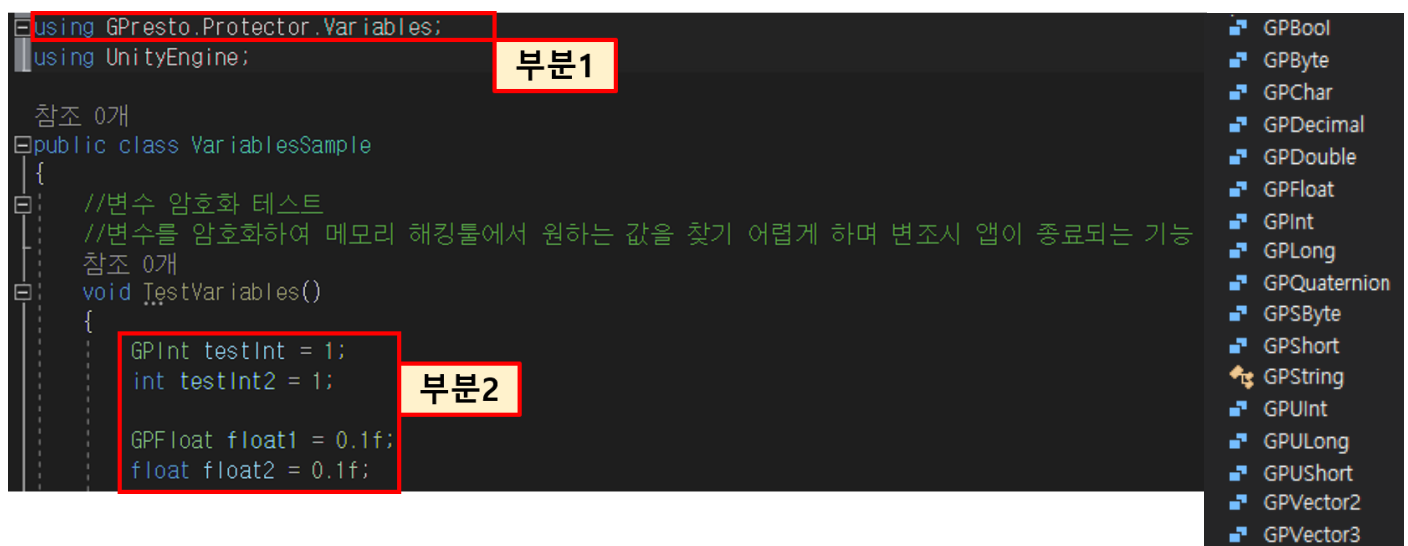 using GPresto.Protector.Variables;
using UnityEngine;
부분1
참조 0개
public class VariablesSample
{
//변수 암호화 테스트
//변수를 암호화하여 메모리 해킹툴에서 원하는 값을 찾기 어렵게 하며 변조시 앱이 종료되는 기능
참조 0개
void TestVariables()
{
GPInt testInt = 1;
int testInt2 = 1;
부분2
GPFloat float1 = 0.1f;
float float2 = 0.1f;
GPBool
GPByte
GPChar
GPDecimal
GPDouble
GPFloat
GPInt
GPLong
GPQuaternion
GPSByte
GPShort
GPString
GPUInt
GPULong
GPUShort
GPVector2
GPVector3